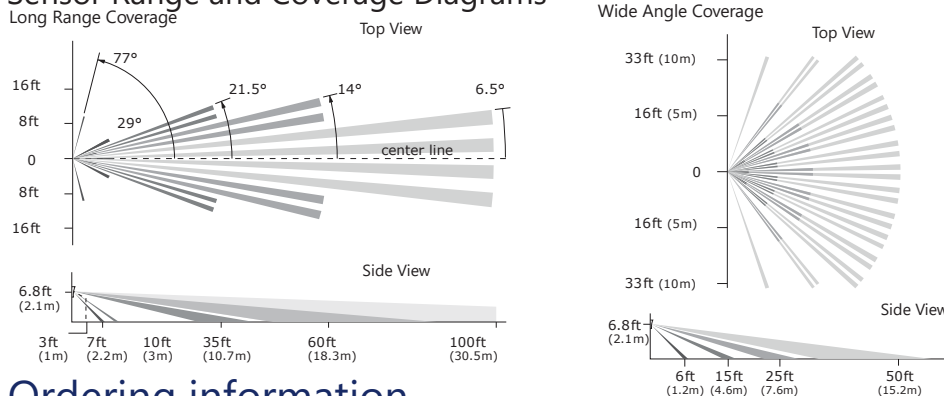 Sensor Range and Coverage Diagrams
Long Range Coverage
Top View
77°
21.5°
14°
6.5°
16ft
8ft
29°
0
center line
8ft
16ft
Side View
6.8ft
(2.1m)
3ft 7ft 10ft 35ft 60ft 100ft
(1m) (2.2m) (3m) (10.7m) (18.3m) (30.5m)
Wide Angle Coverage
Top View
33ft (10m)
16ft (5m)
0
16ft (5m)
33ft (10m)
Side View
6.8ft
(2.1m)
6ft 15ft 25ft 50ft
(1.2m) (4.6m) (7.6m) (15.2m)
Ordering information